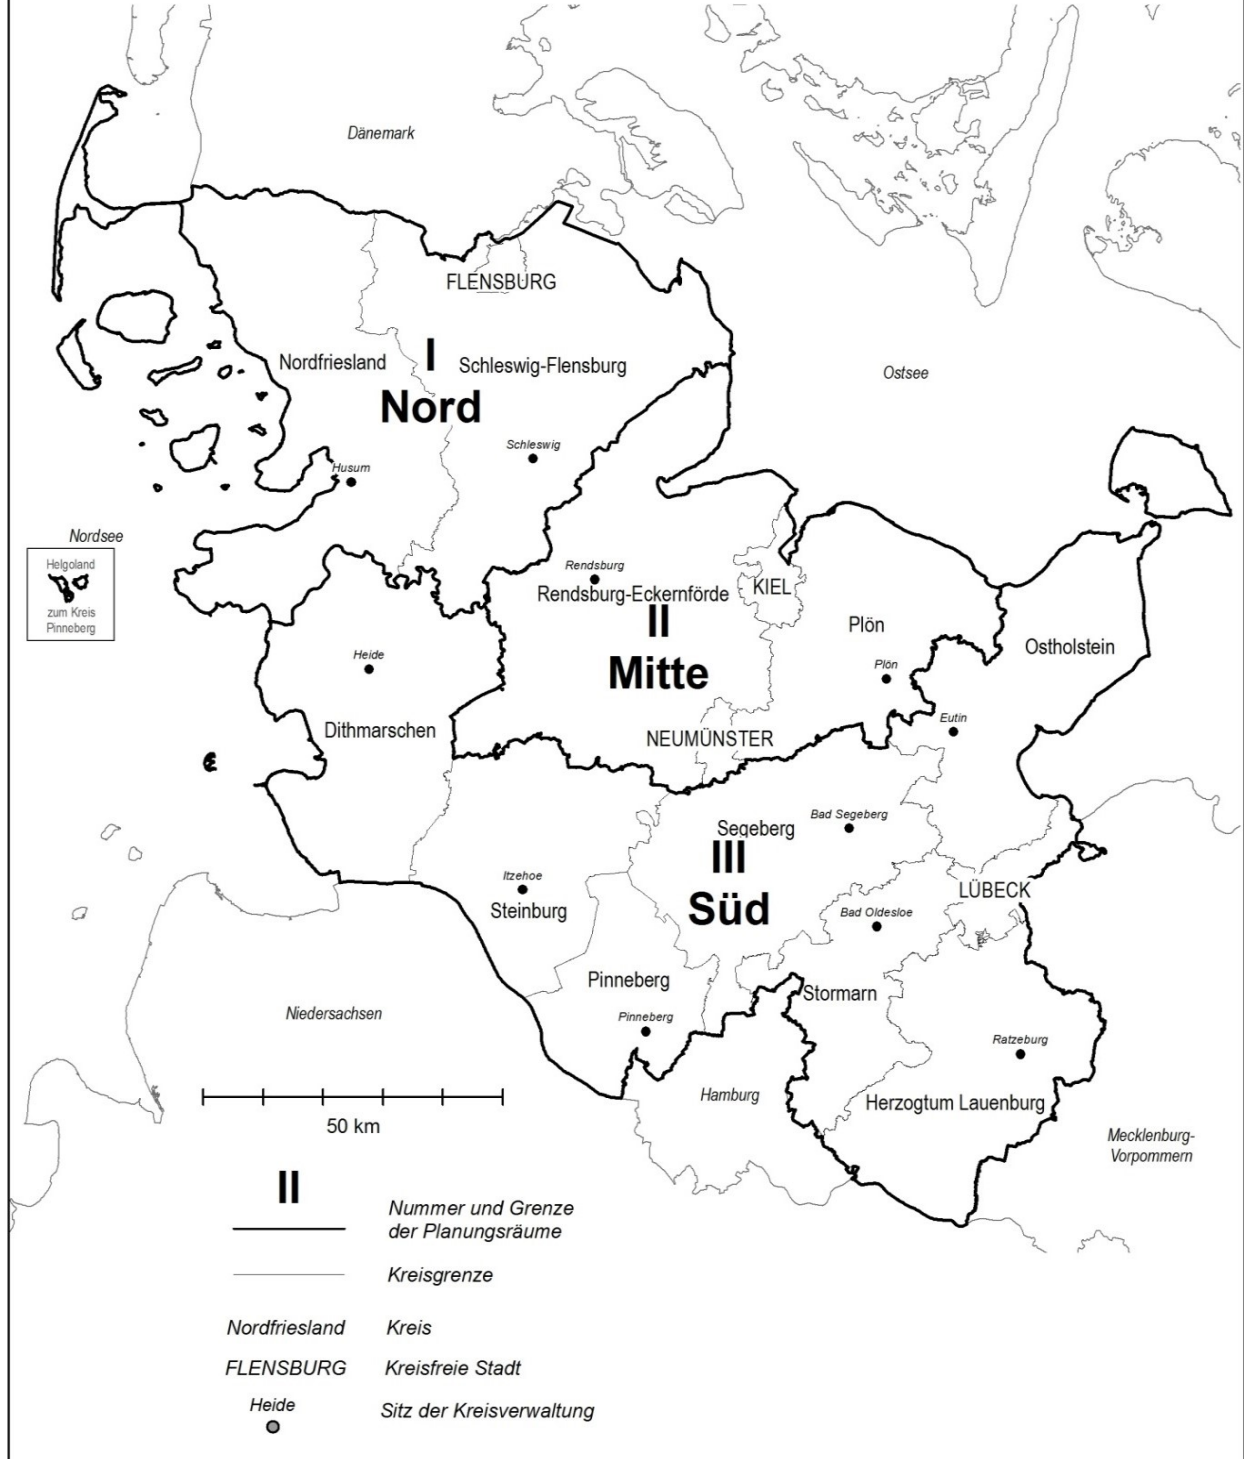 Dänemark
FLENSBURG
I
Nord
Nordfriesland
Schleswig-Flensburg
Ostsee
Schleswig
Husum
Nordsee
Helgoland
zum Kreis
Pinneberg
Rendsburg
Rendsburg-Eckernförde
KIEL
II
Mitte
Plön
Plön
Ostholstein
Heide
Dithmarschen
NEUMÜNSTER
Eutin
Segeberg
Bad Segeberg
III
Süd
Itzehoe
Steinburg
LÜBECK
Bad Oldesloe
Pinneberg
Pinneberg
Stormarn
Niedersachsen
Ratzeburg
Hamburg
Herzogtum Lauenburg
Mecklenburg-
Vorpommern
50 km
II
Nummer und Grenze
der Planungsräume
Kreisgrenze
Nordfriesland Kreis
FLENSBURG Kreisfreie Stadt
Heide Sitz der Kreisverwaltung